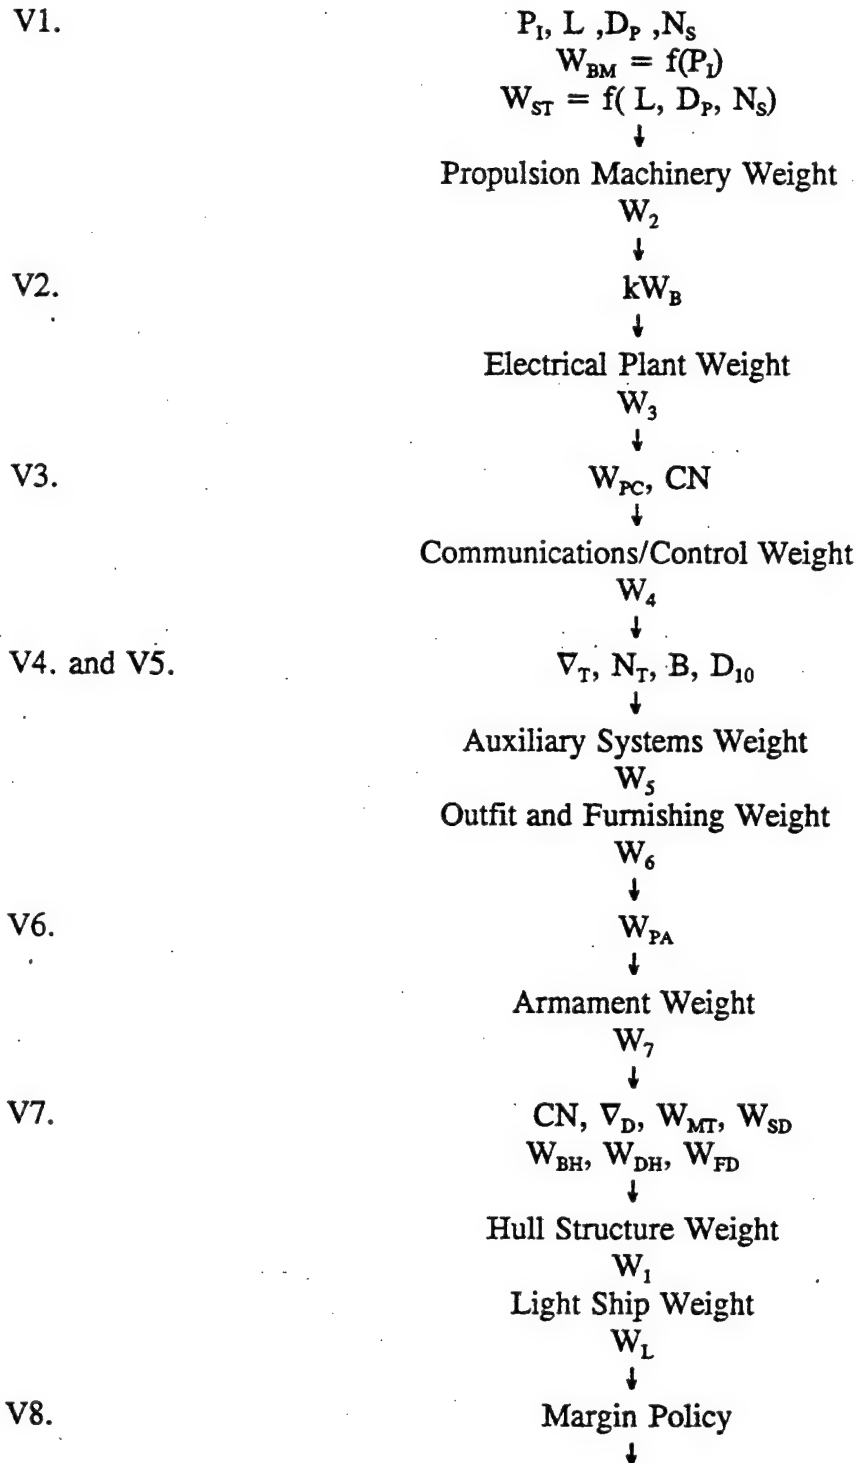 V1. P_I, L ,D_P ,N_S
W_BM = f(P_I)
W_ST = f( L, D_P, N_S)
↓
Propulsion Machinery Weight
W_2
↓
V2. kW_B
↓
Electrical Plant Weight
W_3
↓
V3. W_PC, CN
↓
Communications/Control Weight
W_4
↓
V4. and V5. ∇_T, N_T, B, D_10
↓
Auxiliary Systems Weight
W_5
Outfit and Furnishing Weight
W_6
↓
V6. W_PA
↓
Armament Weight
W_7
↓
V7. CN, ∇_D, W_MT, W_SD
W_BH, W_DH, W_FD
↓
Hull Structure Weight
W_1
Light Ship Weight
W_L
↓
V8. Margin Policy
↓